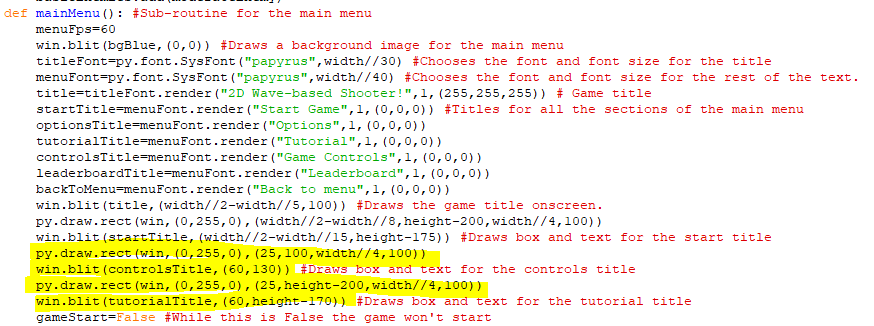 def mainMenu(): #Sub-routine for the main menu
menuFps=60
win.blit(bgBlue,(0,0)) #Draws a background image for the main menu
titleFont=py.font.SysFont("papyrus",width//30) #Chooses the font and font size for the title
menuFont=py.font.SysFont("papyrus",width//40) #Chooses the font and font size for the rest of the text.
title=titleFont.render("2D Wave-based Shooter!",1,(255,255,255)) # Game title
startTitle=menuFont.render("Start Game",1,(0,0,0)) #Titles for all the sections of the main menu
optionsTitle=menuFont.render("Options",1,(0,0,0))
tutorialTitle=menuFont.render("Tutorial",1,(0,0,0))
controlsTitle=menuFont.render("Game Controls",1,(0,0,0))
leaderboardTitle=menuFont.render("Leaderboard",1,(0,0,0))
backToMenu=menuFont.render("Back to menu",1,(0,0,0))
win.blit(title,(width//2-width//5,100)) #Draws the game title onscreen.
py.draw.rect(win,(0,255,0),(width//2-width//8,height-200,width//4,100))
win.blit(startTitle,(width//2-width//15,height-175)) #Draws box and text for the start title
py.draw.rect(win,(0,255,0),(25,100,width//4,100))
win.blit(controlsTitle,(60,130)) #Draws box and text for the controls title
py.draw.rect(win,(0,255,0),(25,height-200,width//4,100))
win.blit(tutorialTitle,(60,height-170)) #Draws box and text for the tutorial title
gameStart=False #While this is False the game won't start